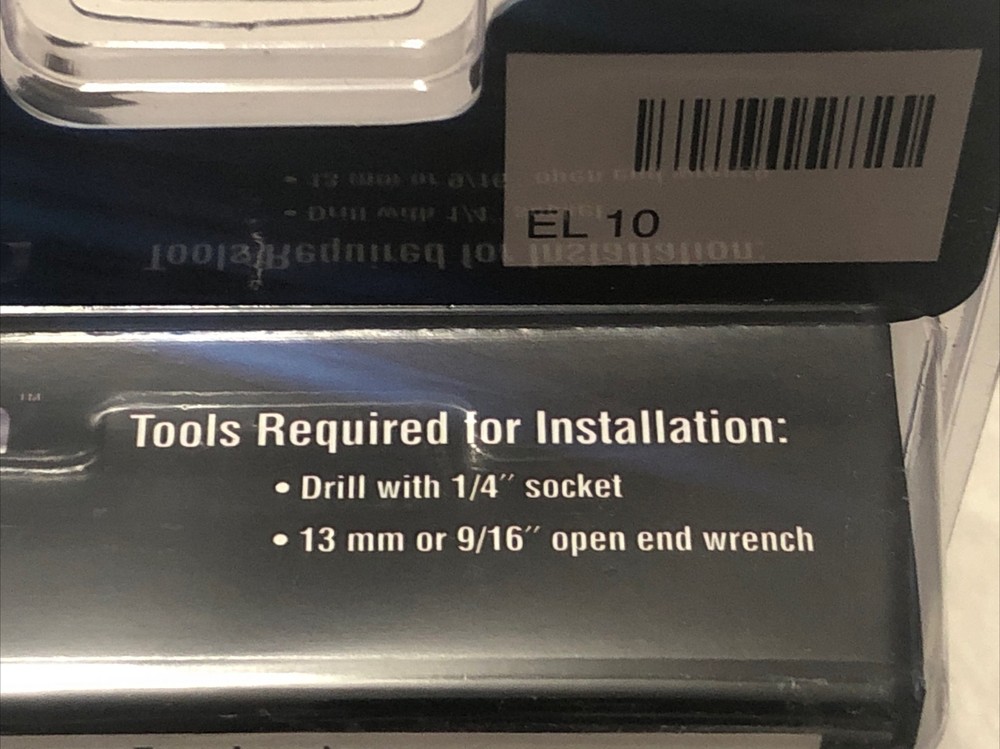 EL 10
™
Tools Required for Installation:
• Drill with 1/4″ socket
• 13 mm or 9/16″ open end wrench